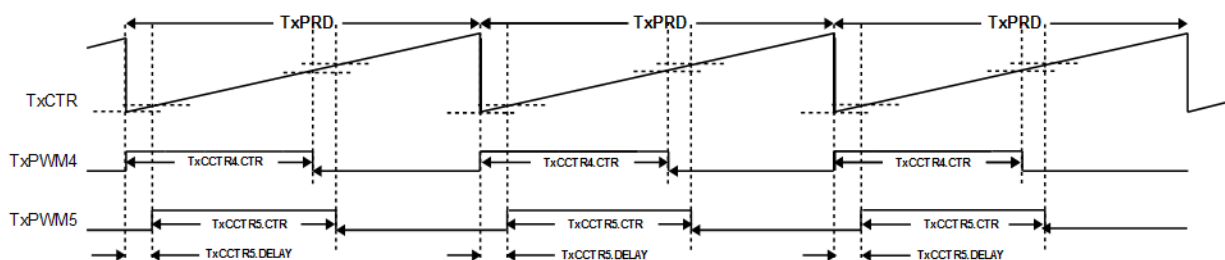 TxPRD TxPRD TxPRD
TxCTR
TxPWM4 TxCCTR4.CTR TxCCTR4.CTR TxCCTR4.CTR
TxPWM5 TxCCTR5.CTR TxCCTR5.CTR TxCCTR5.CTR
TxCCTR5.DELAY TxCCTR5.DELAY TxCCTR5.DELAY